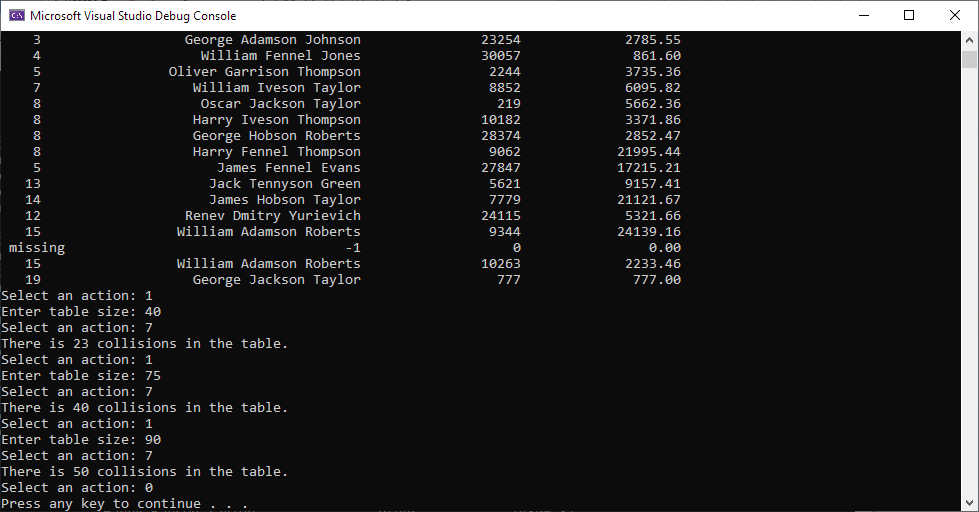 Microsoft Visual Studio Debug Console
3 George Adamson Johnson 23254 2785.55
4 William Fennel Jones 30057 861.60
5 Oliver Garrison Thompson 2244 3735.36
7 William Iveson Taylor 8852 6095.82
8 Oscar Jackson Taylor 219 5662.36
8 Harry Iveson Thompson 10182 3371.86
8 George Hobson Roberts 28374 2852.47
8 Harry Fennel Thompson 9062 21995.44
5 James Fennel Evans 27847 17215.21
13 Jack Tennyson Green 5621 9157.41
14 James Hobson Taylor 7779 21121.67
12 Renev Dmitry Yurievich 24115 5321.66
15 William Adamson Roberts 9344 24139.16
missing -1 0 0.00
15 William Adamson Roberts 10263 2233.46
19 George Jackson Taylor 777 777.00
Select an action: 1
Enter table size: 40
Select an action: 7
There is 23 collisions in the table.
Select an action: 1
Enter table size: 75
Select an action: 7
There is 40 collisions in the table.
Select an action: 1
Enter table size: 90
Select an action: 7
There is 50 collisions in the table.
Select an action: 0
Press any key to continue . . .